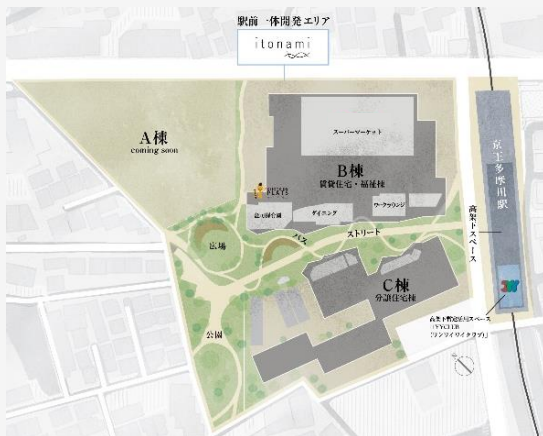 駅前一体開発エリア
itonami
A棟
coming soon
スーパーマーケット
B棟
賃貸住宅・福祉棟
ダイニング
ワークラウンジ
広場
パス
ストリート
公園
C棟
分譲住宅棟
京王多摩川駅
高架下スペース